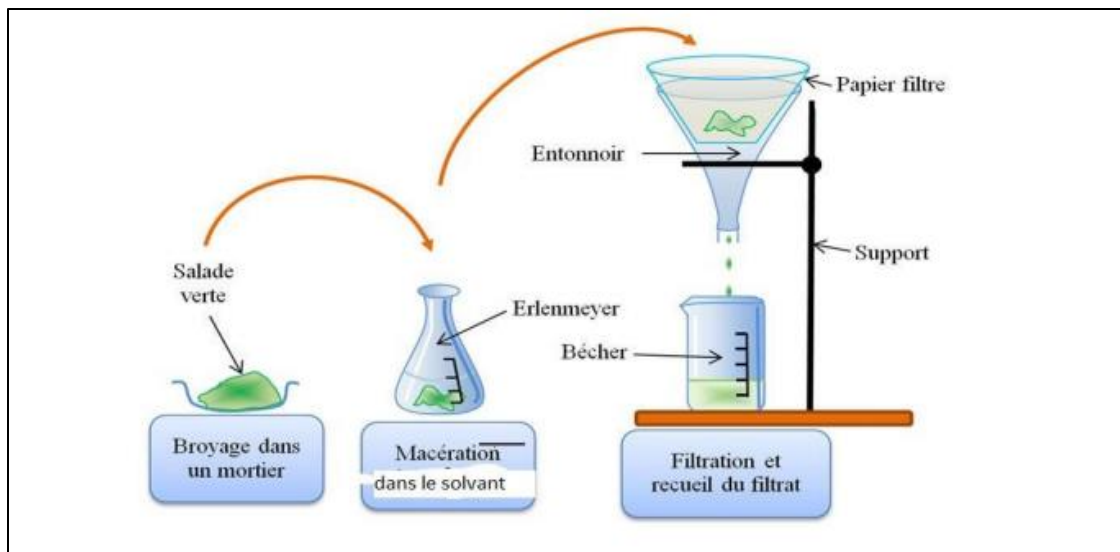 Papier filtre
Entonnoir
Support
Salade
verte
Erlenmeyer
Bécher
Broyage dans
un mortier
Macération
dans le solvant
Filtration et
recueil du filtrat